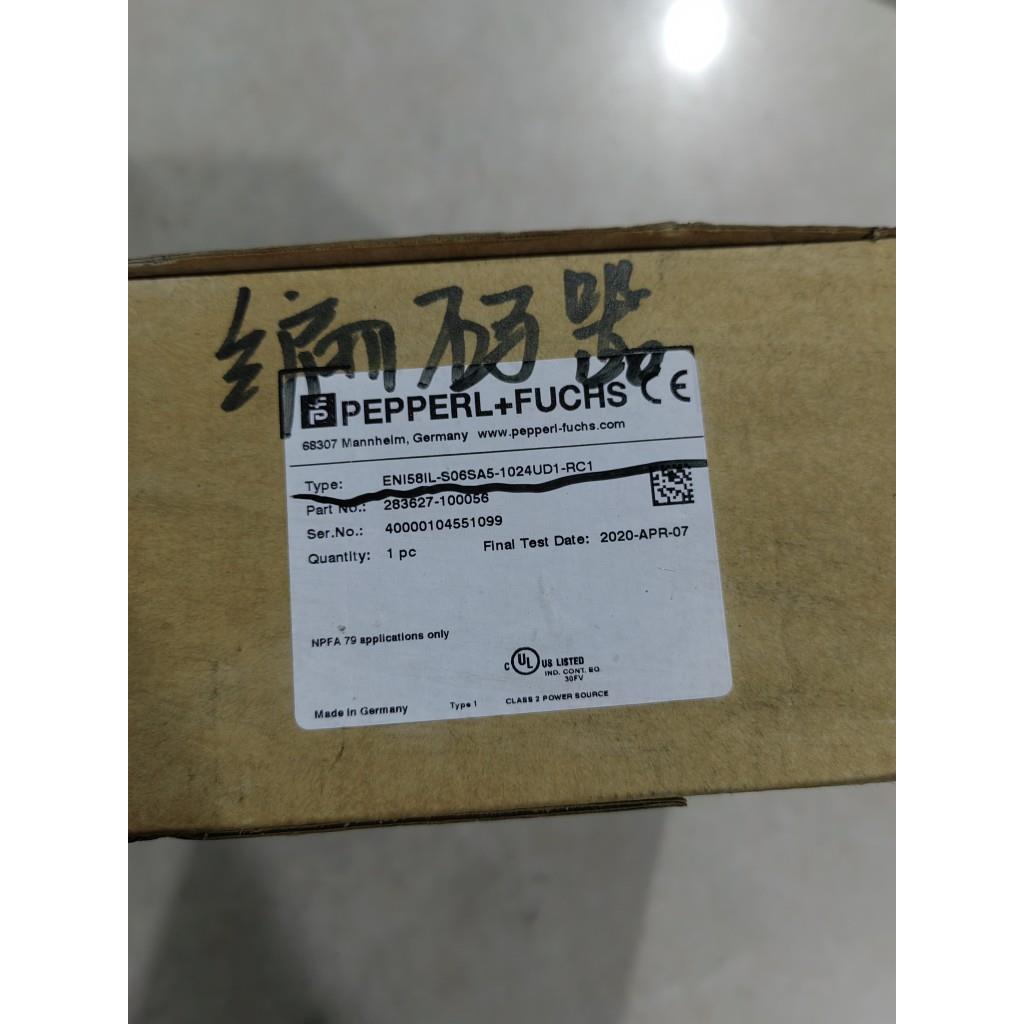 编码器
PEPPERL+FUCHS CE
68307 Mannheim, Germany www.pepperl-fuchs.com
Type: ENI58IL-S06SA5-1024UD1-RC1
Part No.: 283627-100056
Ser.No.: 40000104551099
Quantity: 1 pc Final Test Date: 2020-APR-07
NPFA 79 applications only
C UL US LISTED
IND. CONT. EQ
30FV
Made in Germany Type 1 CLASS 2 POWER SOURCE